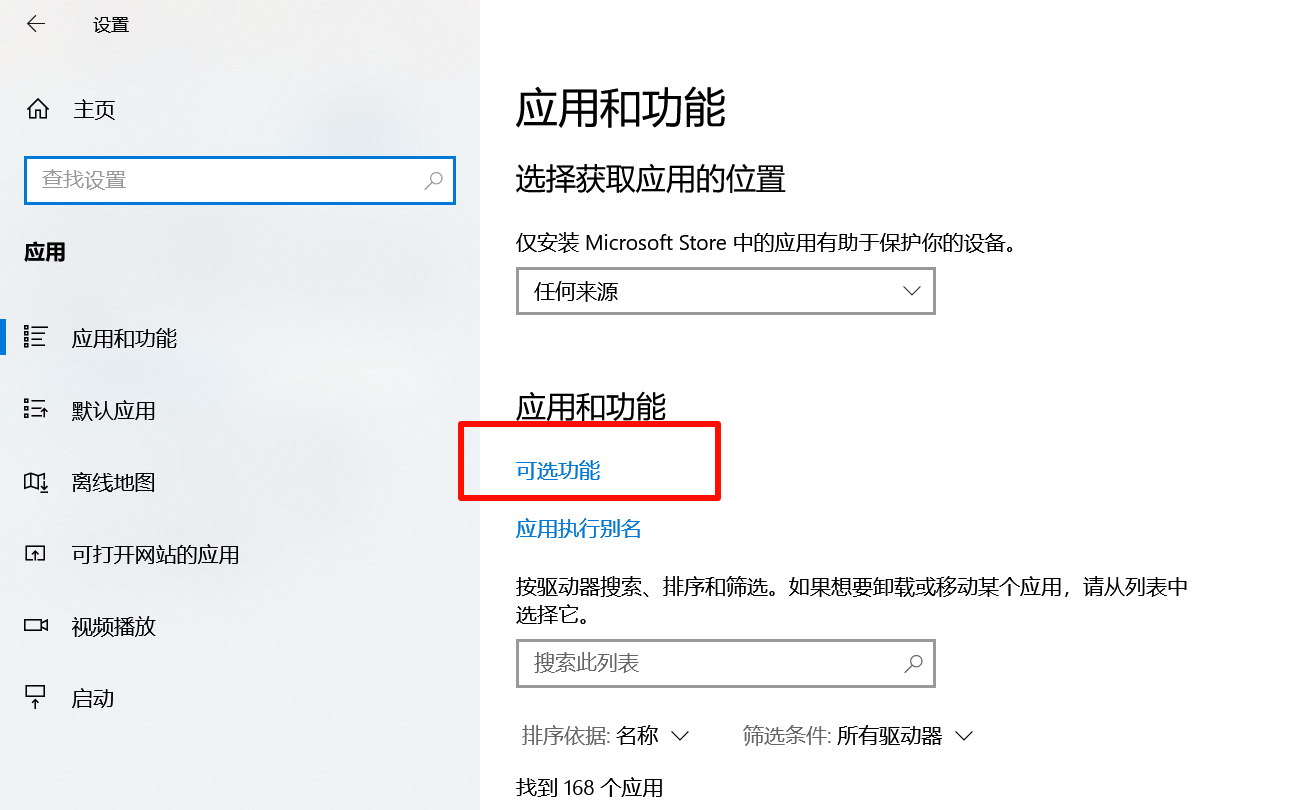 设置
主页
查找设置
应用
应用和功能
默认应用
离线地图
可打开网站的应用
视频播放
启动
应用和功能
选择获取应用的位置
仅安装 Microsoft Store 中的应用有助于保护你的设备。
任何来源
应用和功能
可选功能
应用执行别名
按驱动器搜索、排序和筛选。如果想要卸载或移动某个应用，请从列表中
选择它。
搜索此列表
排序依据: 名称 筛选条件: 所有驱动器
找到 168 个应用